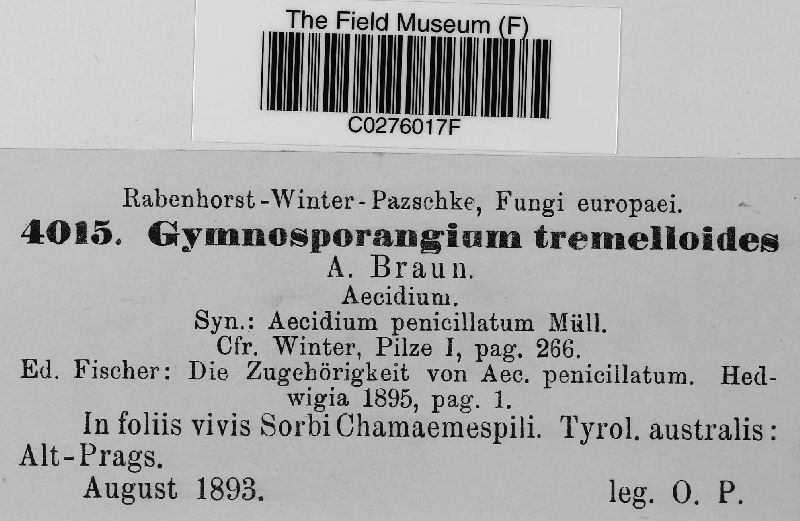 The Field Museum (F)
C0276017F
Rabenhorst-Winter-Pazschke, Fungi europaei.
4015. Gymnosporangium tremelloides
A. Braun.
Aecidium.
Syn.: Aecidium penicillatum Müll.
Cfr. Winter, Pilze I, pag. 266.
Ed. Fischer: Die Zugehörigkeit von Aec. penicillatum. Hed-
wigia 1895, pag. 1.
In foliis vivis Sorbi Chamaemespili. Tyrol. australis:
Alt-Prags.
August 1893. leg. O. P.